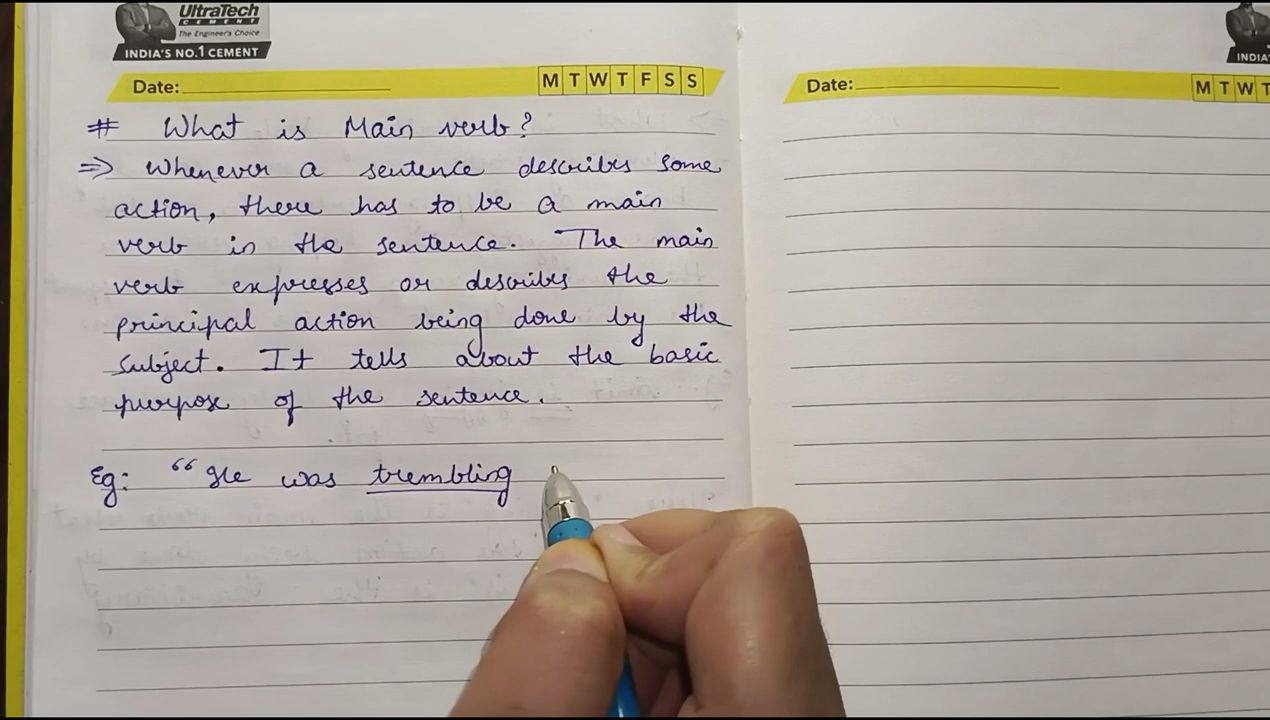 UltraTech
CEMENT
The Engineer's Choice
INDIA'S NO.1 CEMENT
Date:
M T W T F S S
# What is Main verb?
⇒ Whenever a sentence describes some
action, there has to be a main
verb in the sentence. The main
verb expresses or describes the
principal action being done by the
subject. It tells about the basic
purpose of the sentence.
Eg: “He was trembling
INDIA'
Date:
M T W T